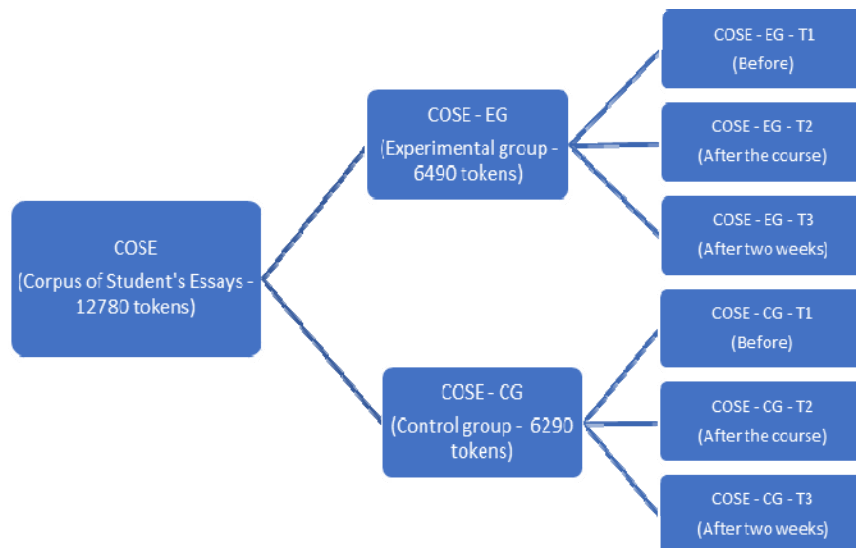 COSE
(Corpus of Student's Essays -
12780 tokens)
COSE - EG
(Experimental group -
6490 tokens)
COSE - CG
(Control group - 6290
tokens)
COSE - EG - T1
(Before)
COSE - EG - T2
(After the course)
COSE - EG - T3
(After two weeks)
COSE - CG - T1
(Before)
COSE - CG - T2
(After the course)
COSE - CG - T3
(After two weeks)